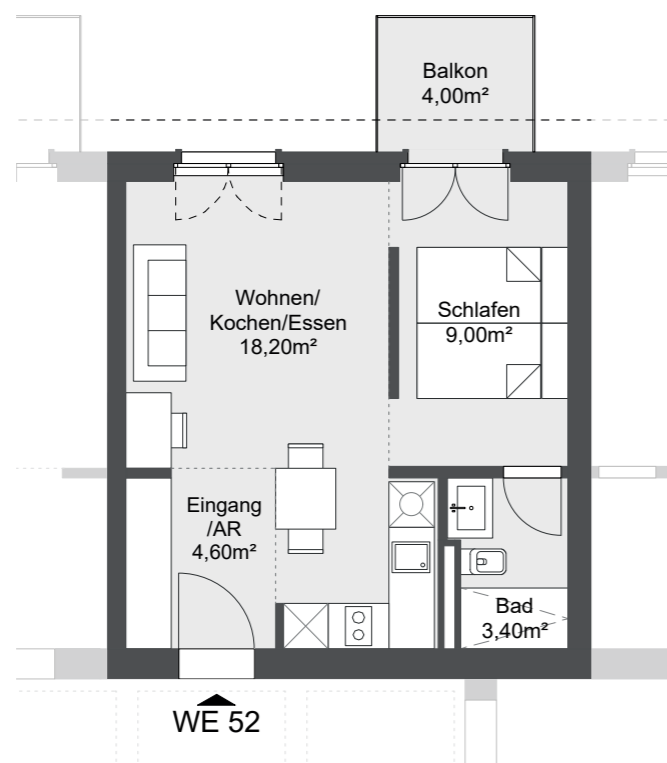 Balkon
4,00m²
Wohnen/
Kochen/Essen
18,20m²
Schlafen
9,00m²
Eingang
/AR
4,60m²
Bad
3,40m²
WE 52